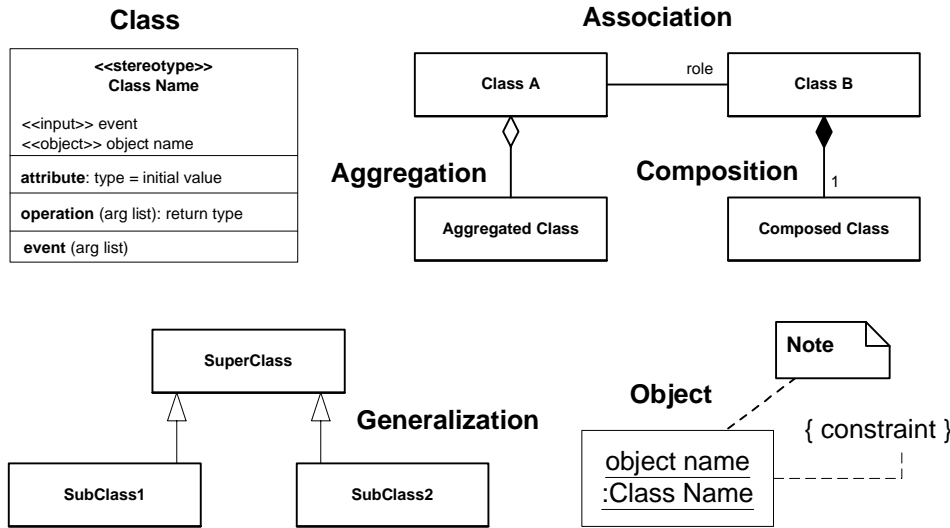 Class
<<stereotype>>
Class Name
<<input>> event
<<object>> object name
attribute: type = initial value
operation (arg list): return type
event (arg list)
Association
Class A
role
Class B
Aggregation
Composition
1
Aggregated Class
Composed Class
SuperClass
Generalization
SubClass1
SubClass2
Note
Object
{ constraint }
object name
:Class Name